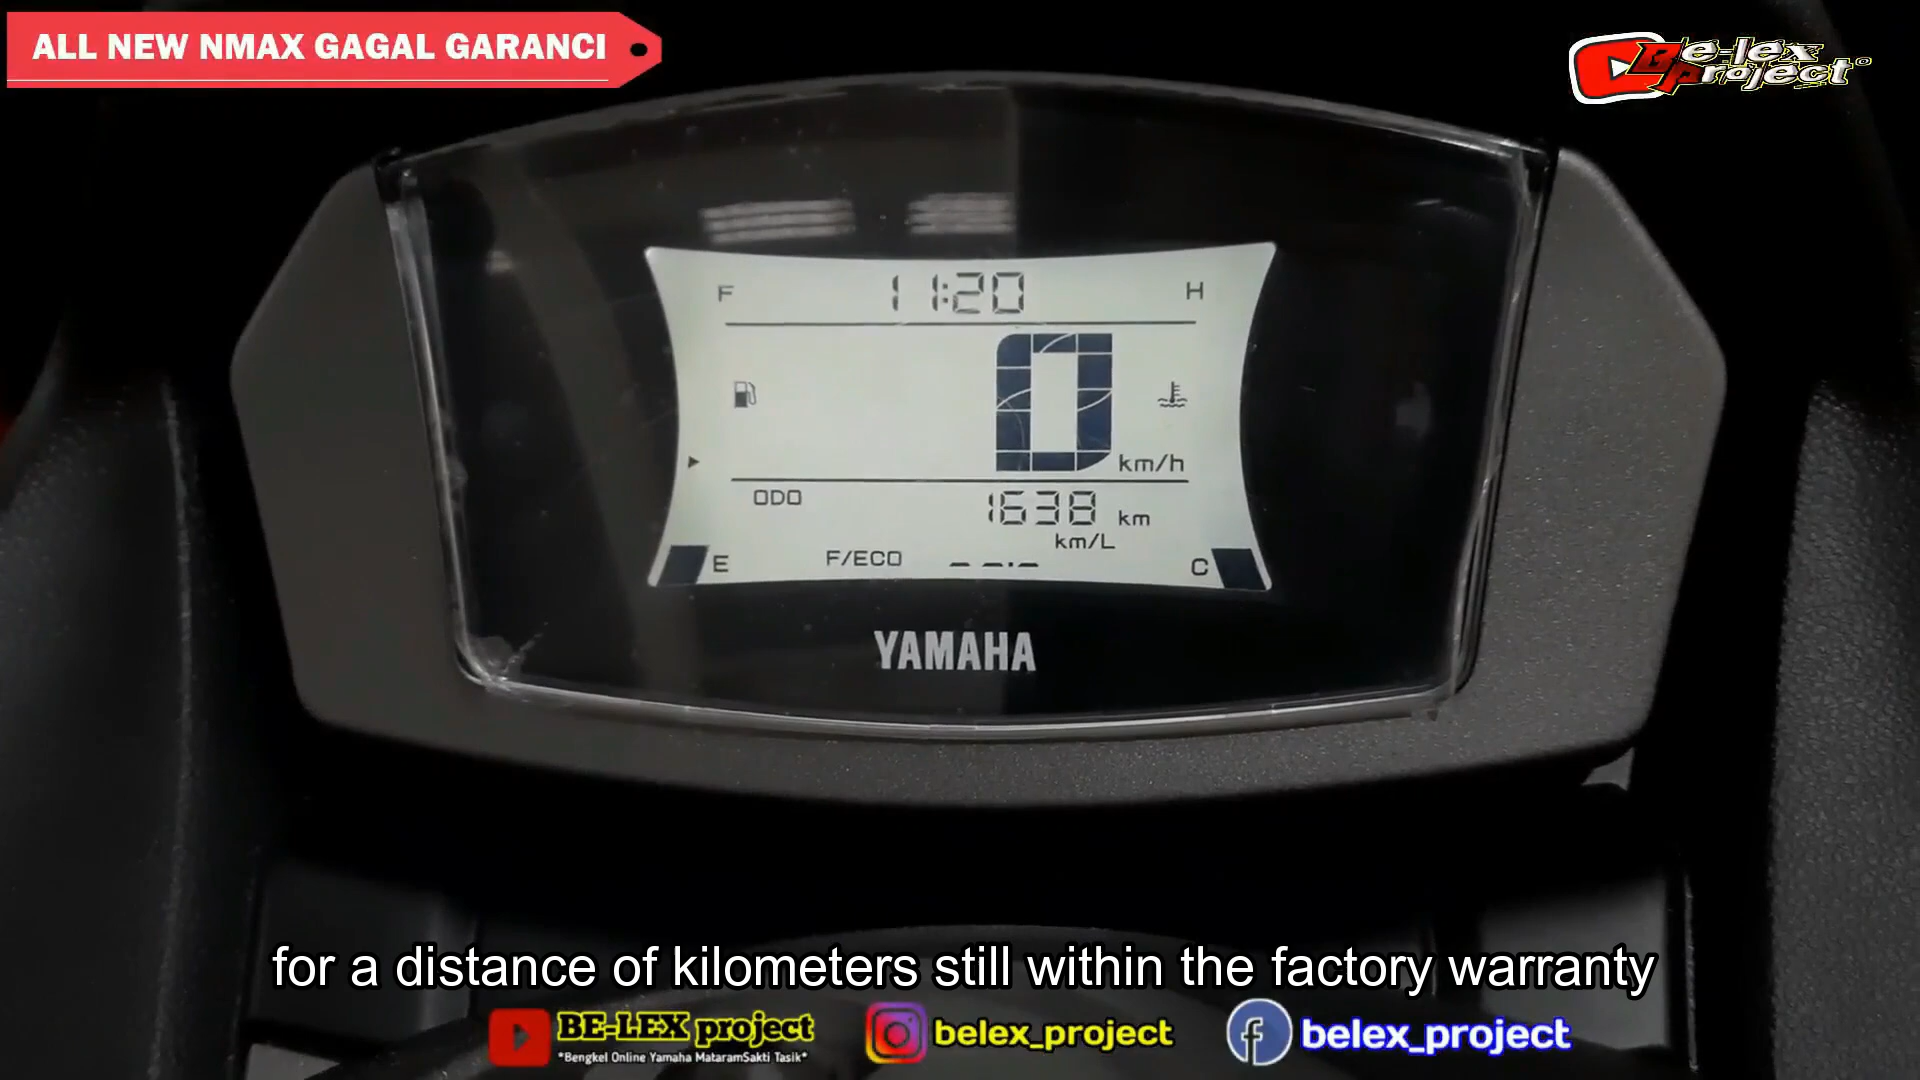 ALL NEW NMAX GAGAL GARANCI
Be-lex
Project
F 11:20 H
0 km/h
ODO 1638 km
km/L
E F/ECO --.- C
YAMAHA
for a distance of kilometers still within the factory warranty
BE-LEX project
*Bengkel Online Yamaha MataramSakti Tasik*
belex_project
belex_project